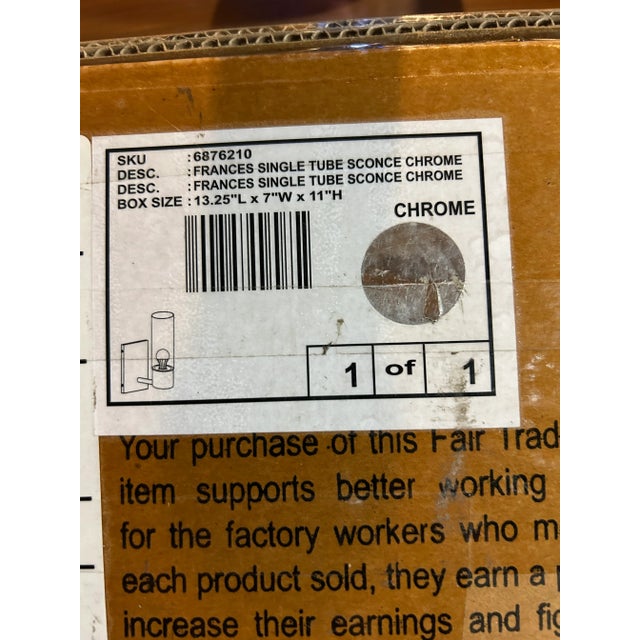 SKU :6876210
DESC. :FRANCES SINGLE TUBE SCONCE CHROME
DESC. :FRANCES SINGLE TUBE SCONCE CHROME
BOX SIZE :13.25"L x 7"W x 11"H
CHROME
1 of 1
Your purchase of this Fair Trad
item supports better working
for the factory workers who m
each product sold, they earn a
increase their earnings and fig